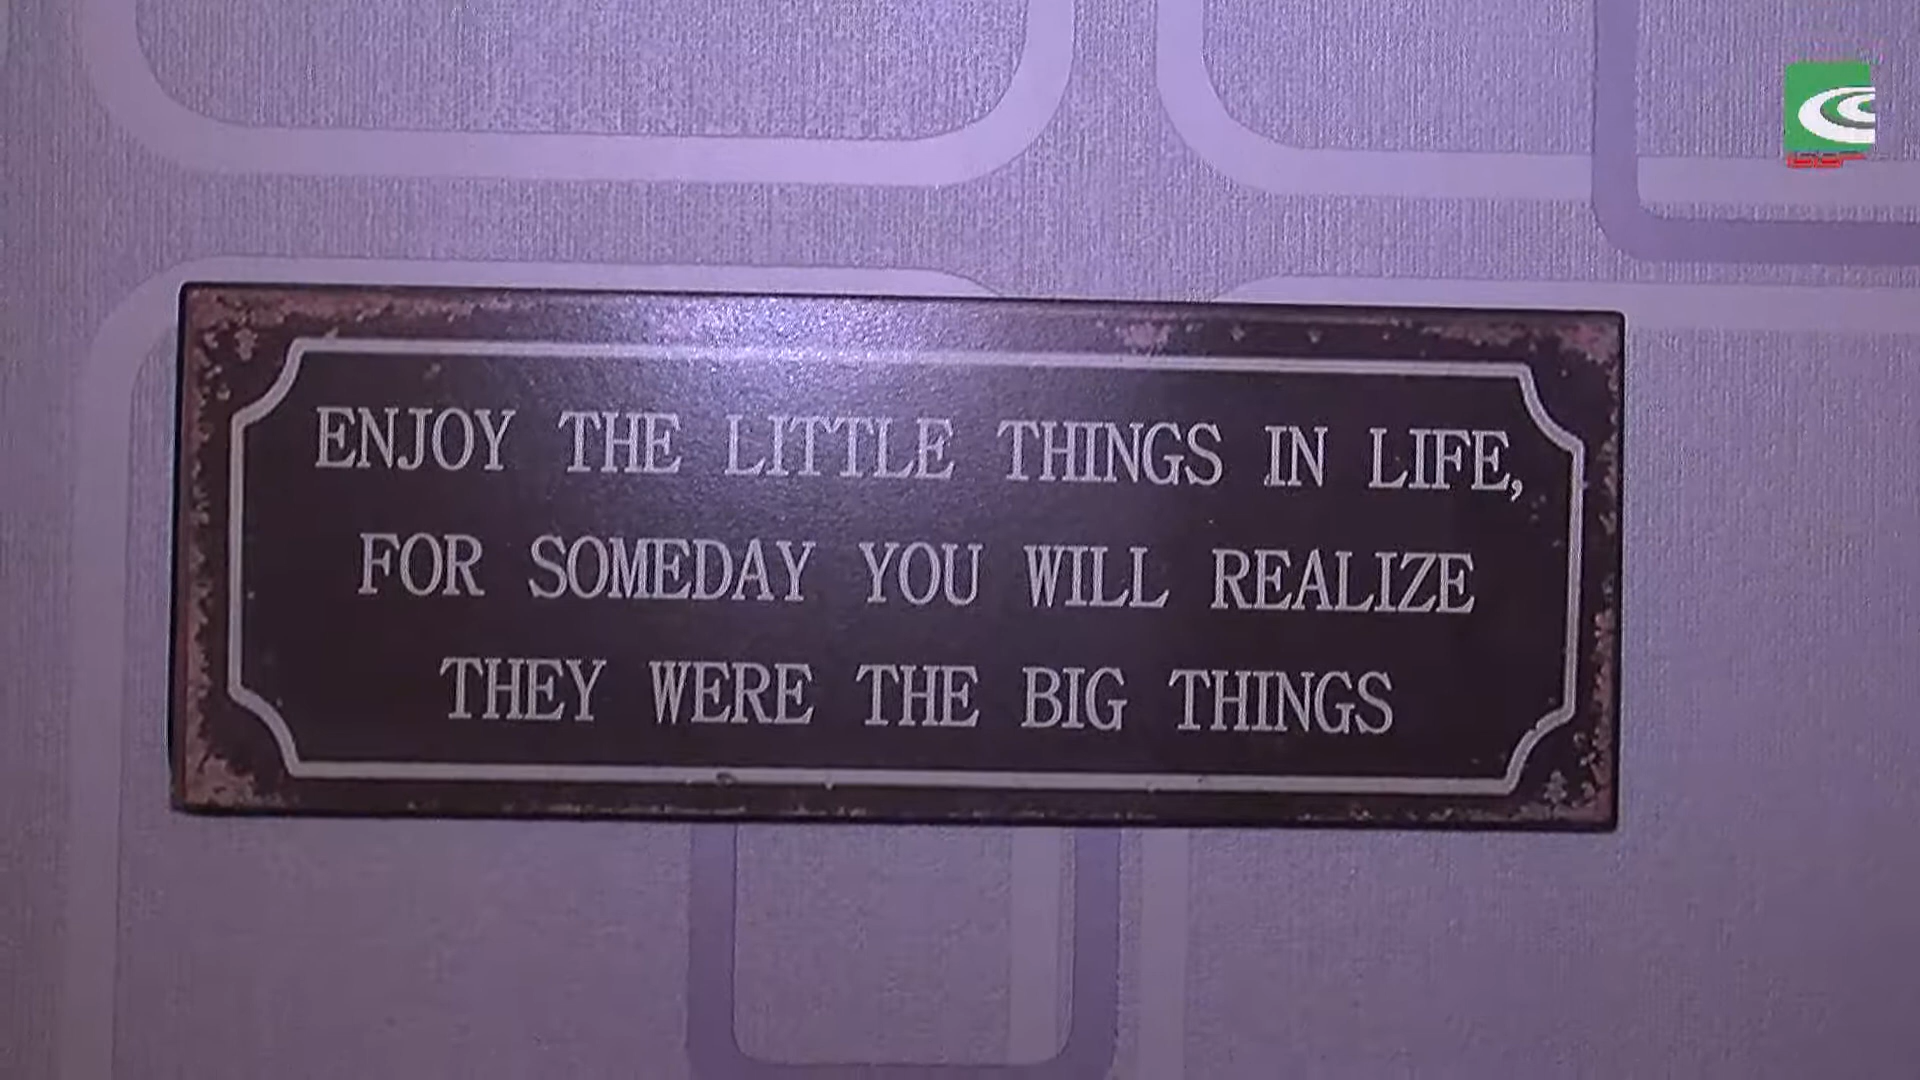 ENJOY THE LITTLE THINGS IN LIFE,
FOR SOMEDAY YOU WILL REALIZE
THEY WERE THE BIG THINGS